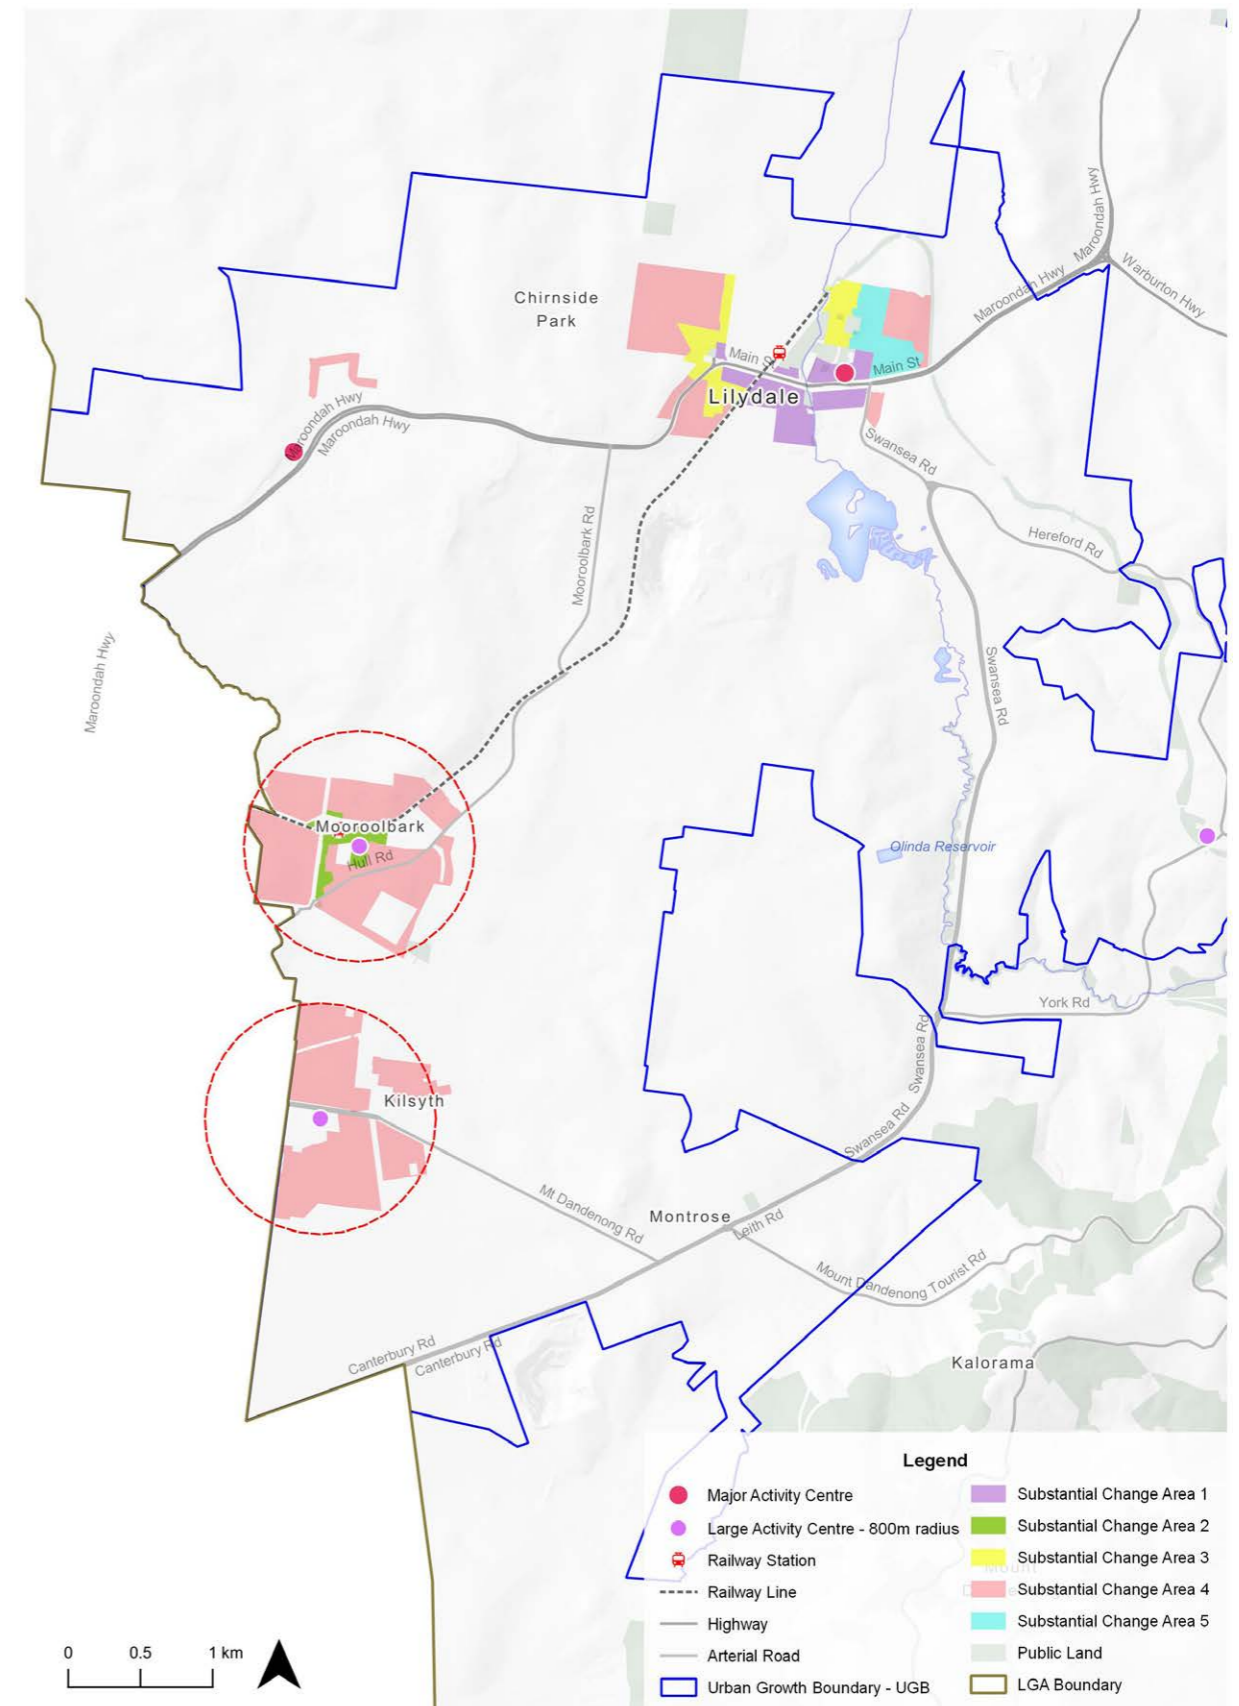 Chirnside
Park
Maroondah Hwy
Maroondah Hwy
Warburton Hwy
Main St
Main St
Lilydale
Maroondah Hwy
Maroondah Hwy
Swansea Rd
Mooroolbark Rd
Hereford Rd
Maroondah Hwy
Swansea Rd
Mooroolbark
Hull Rd
Olinda Reservoir
York Rd
Swansea Rd
Kilsyth
Swansea Rd
Mt Dandenong Rd
Montrose
Leith Rd
Mount Dandenong Tourist Rd
Canterbury Rd
Canterbury Rd
Kalorama
Legend
Major Activity Centre
Large Activity Centre - 800m radius
Railway Station
Railway Line
Highway
Arterial Road
Urban Growth Boundary - UGB
Substantial Change Area 1
Substantial Change Area 2
Substantial Change Area 3
Substantial Change Area 4
Substantial Change Area 5
Public Land
LGA Boundary
0 0.5 1 km